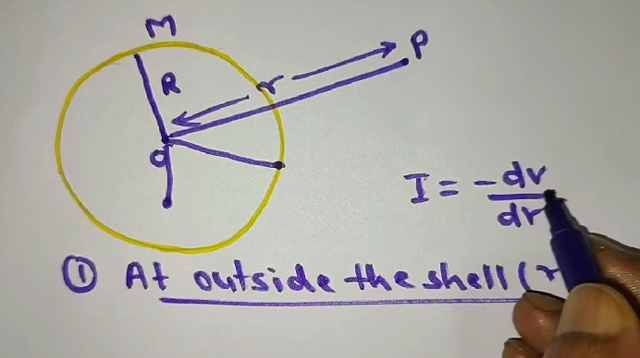 M
R
r
P
O
I = -dv/dr
① At outside the shell (r